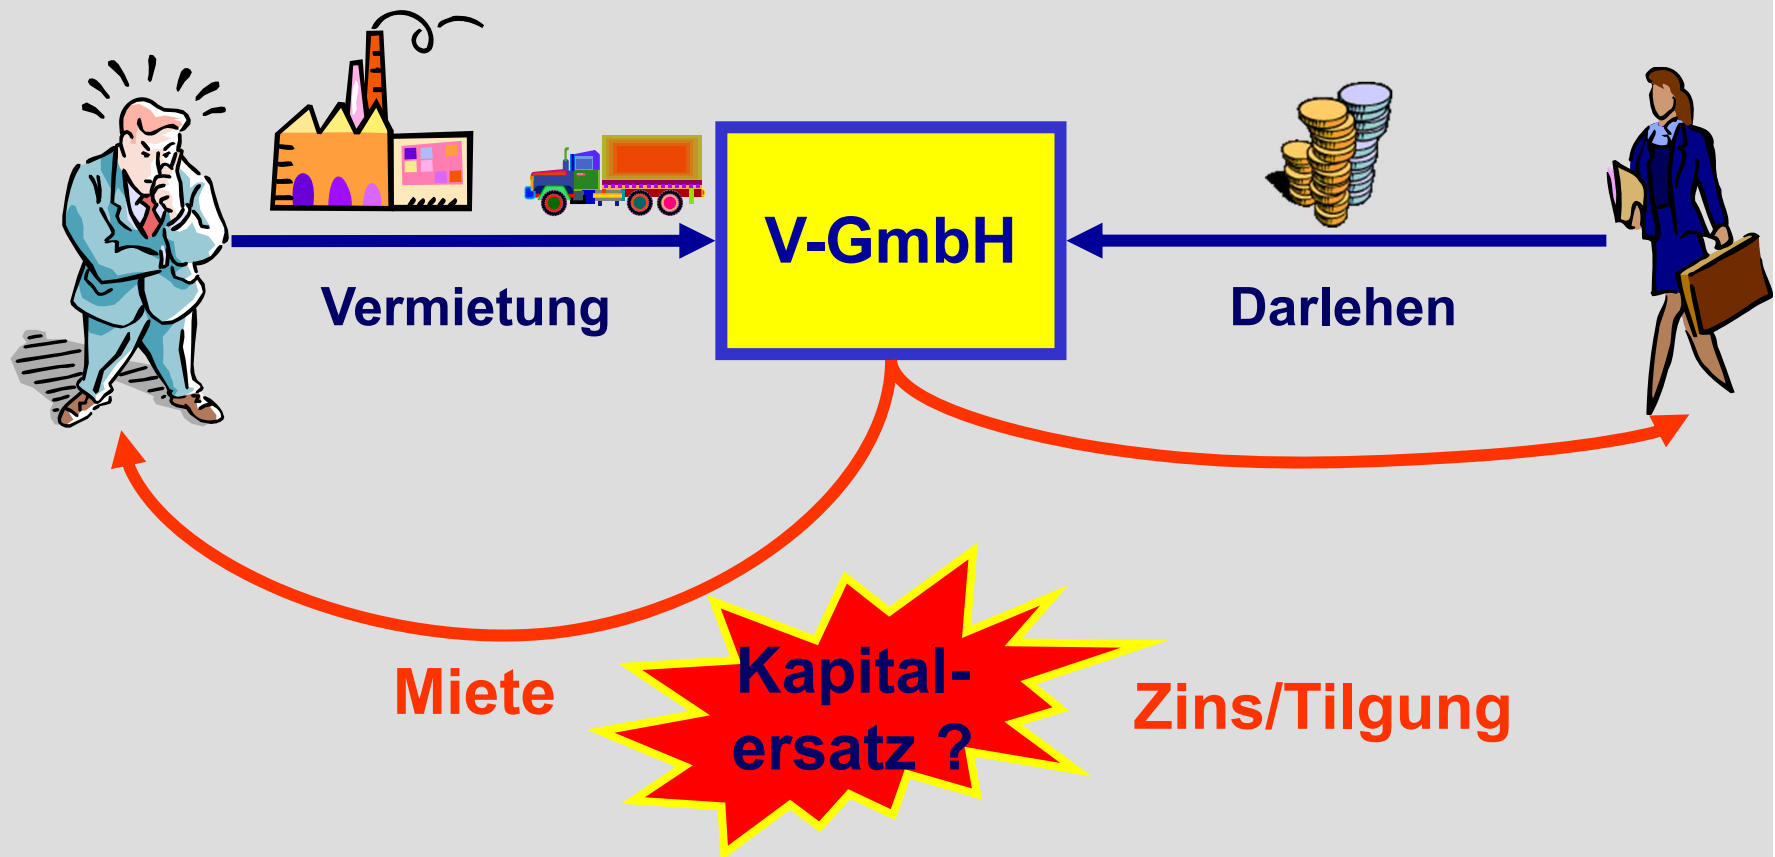 V-GmbH
Vermietung
Darlehen
Miete
Kapital-
ersatz ?
Zins/Tilgung